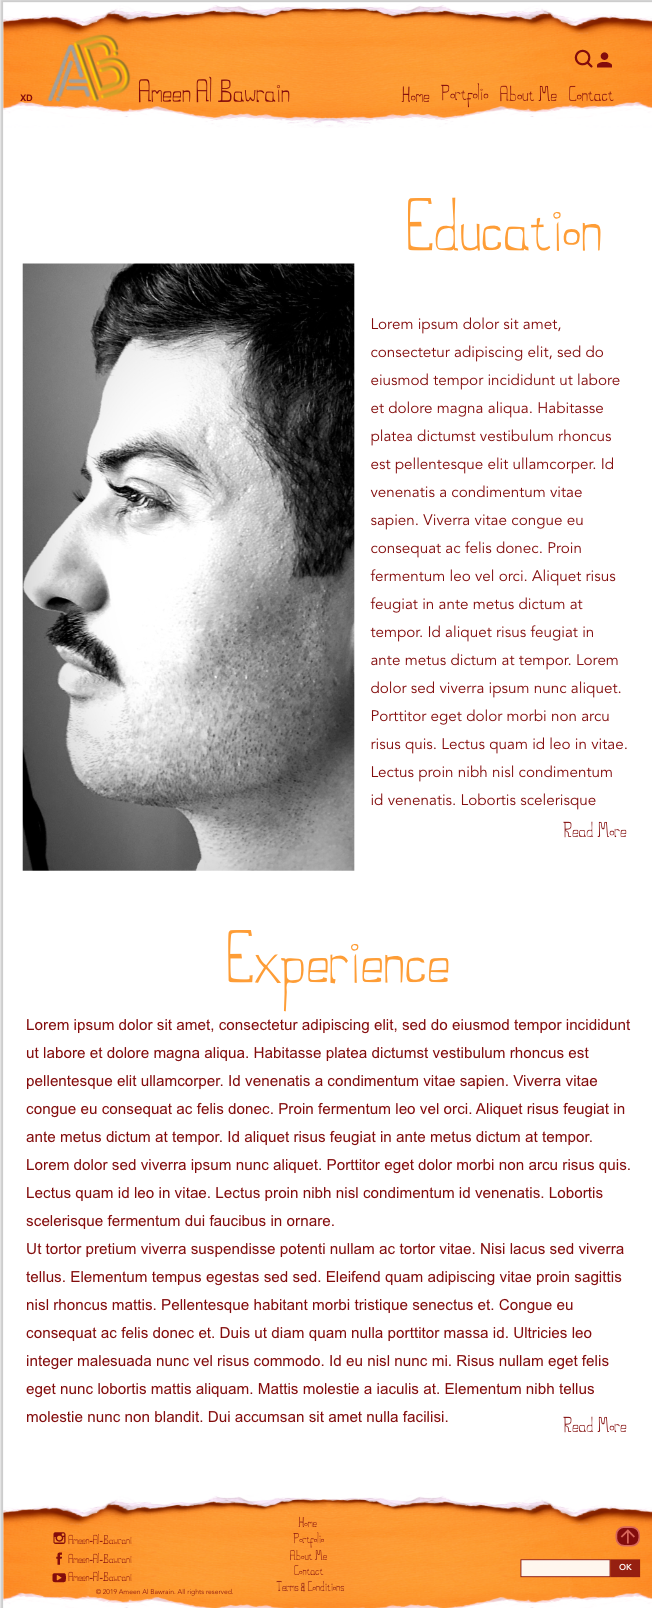 AB
XD
Ameen Al Bawrain
Home Portfolio About Me Contact
Education
Lorem ipsum dolor sit amet,
consectetur adipiscing elit, sed do
eiusmod tempor incididunt ut labore
et dolore magna aliqua. Habitasse
platea dictumst vestibulum rhoncus
est pellentesque elit ullamcorper. Id
venenatis a condimentum vitae
sapien. Viverra vitae congue eu
consequat ac felis donec. Proin
fermentum leo vel orci. Aliquet risus
feugiat in ante metus dictum at
tempor. Id aliquet risus feugiat in
ante metus dictum at tempor. Lorem
dolor sed viverra ipsum nunc aliquet.
Porttitor eget dolor morbi non arcu
risus quis. Lectus quam id leo in vitae.
Lectus proin nibh nisl condimentum
id venenatis. Lobortis scelerisque
Read More
Experience
Lorem ipsum dolor sit amet, consectetur adipiscing elit, sed do eiusmod tempor incididunt
ut labore et dolore magna aliqua. Habitasse platea dictumst vestibulum rhoncus est
pellentesque elit ullamcorper. Id venenatis a condimentum vitae sapien. Viverra vitae
congue eu consequat ac felis donec. Proin fermentum leo vel orci. Aliquet risus feugiat in
ante metus dictum at tempor. Id aliquet risus feugiat in ante metus dictum at tempor.
Lorem dolor sed viverra ipsum nunc aliquet. Porttitor eget dolor morbi non arcu risus quis.
Lectus quam id leo in vitae. Lectus proin nibh nisl condimentum id venenatis. Lobortis
scelerisque fermentum dui faucibus in ornare.
Ut tortor pretium viverra suspendisse potenti nullam ac tortor vitae. Nisi lacus sed viverra
tellus. Elementum tempus egestas sed sed. Eleifend quam adipiscing vitae proin sagittis
nisl rhoncus mattis. Pellentesque habitant morbi tristique senectus et. Congue eu
consequat ac felis donec et. Duis ut diam quam nulla porttitor massa id. Ultricies leo
integer malesuada nunc vel risus commodo. Id eu nisl nunc mi. Risus nullam eget felis
eget nunc lobortis mattis aliquam. Mattis molestie a iaculis at. Elementum nibh tellus
molestie nunc non blandit. Dui accumsan sit amet nulla facilisi.
Read More
Ameen-Al-Bawrani
Ameen-Al-Bawrani
Ameen-Al-Bawrani
Home
Portfolio
About Me
Contact
Terms & Conditions
OK
© 2019 Ameen Al Bawrain. All rights reserved.